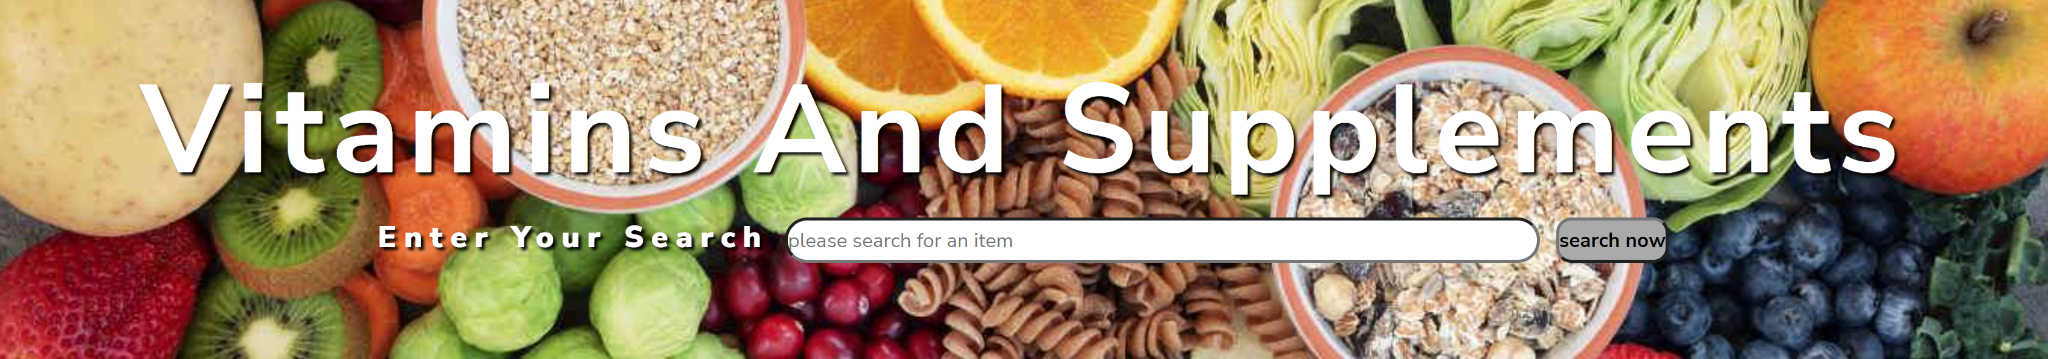 Vitamins And Supplements
Enter Your Search please search for an item search now